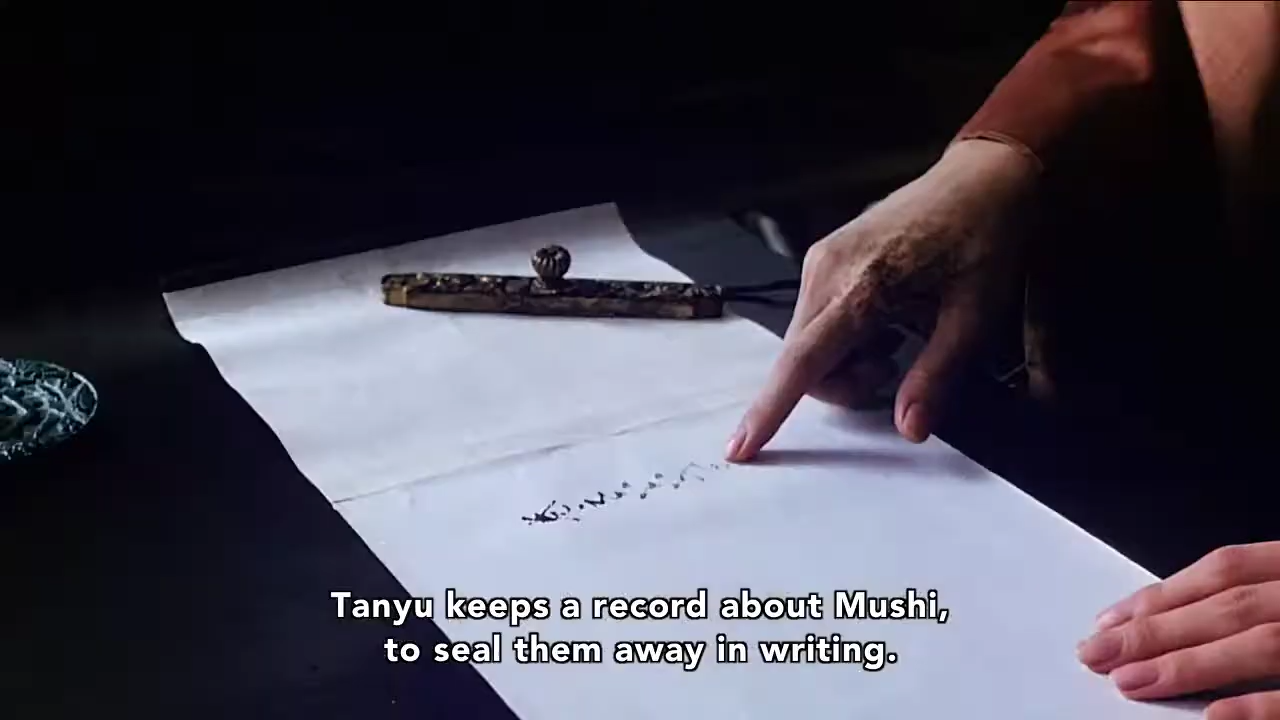 Tanyu keeps a record about Mushi,
to seal them away in writing.